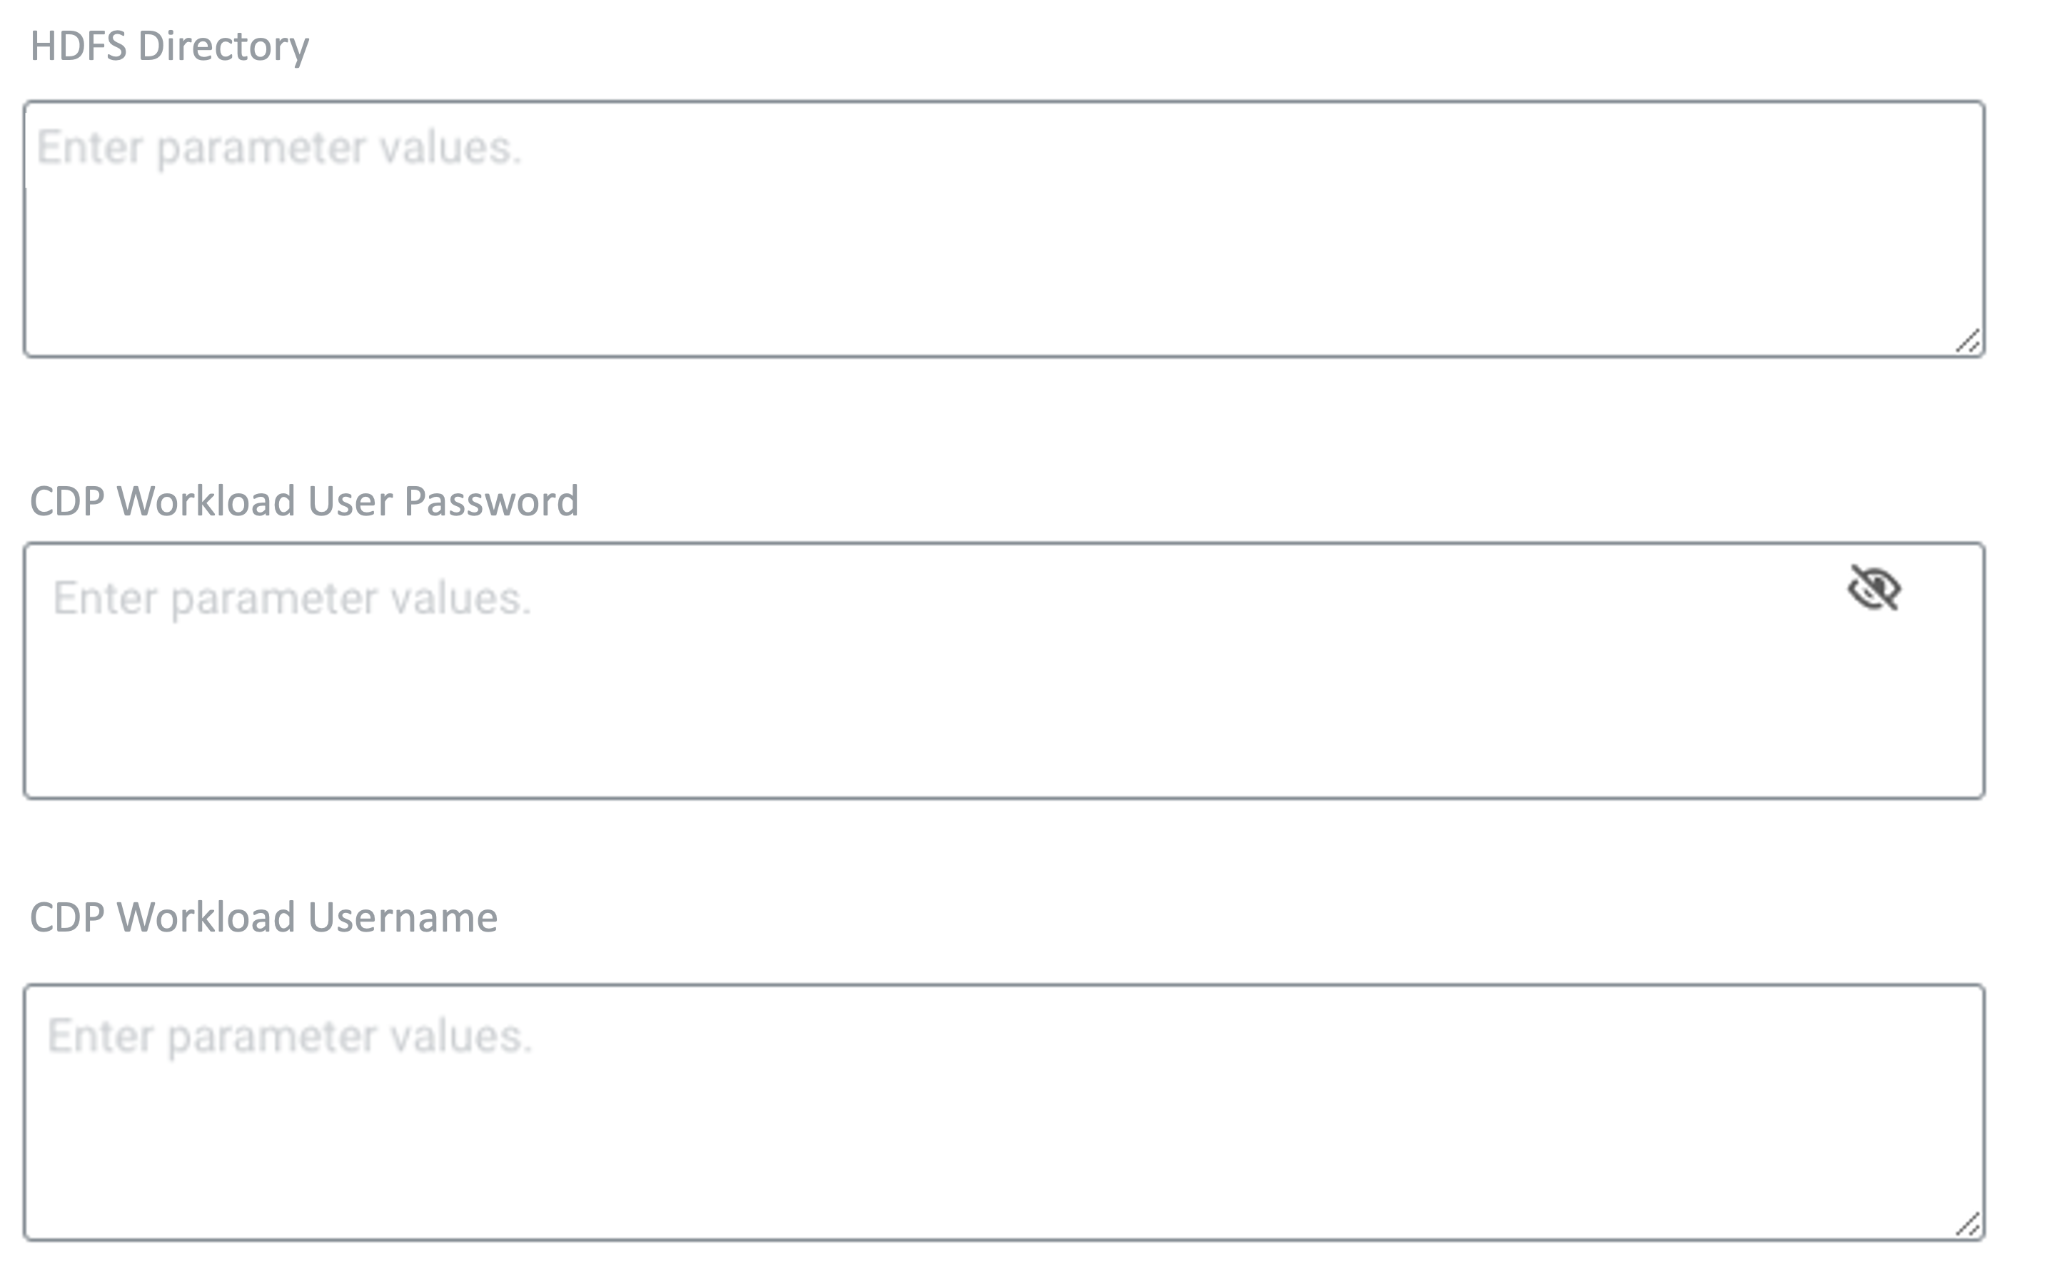 HDFS Directory
Enter parameter values.
CDP Workload User Password
Enter parameter values.
CDP Workload Username
Enter parameter values.